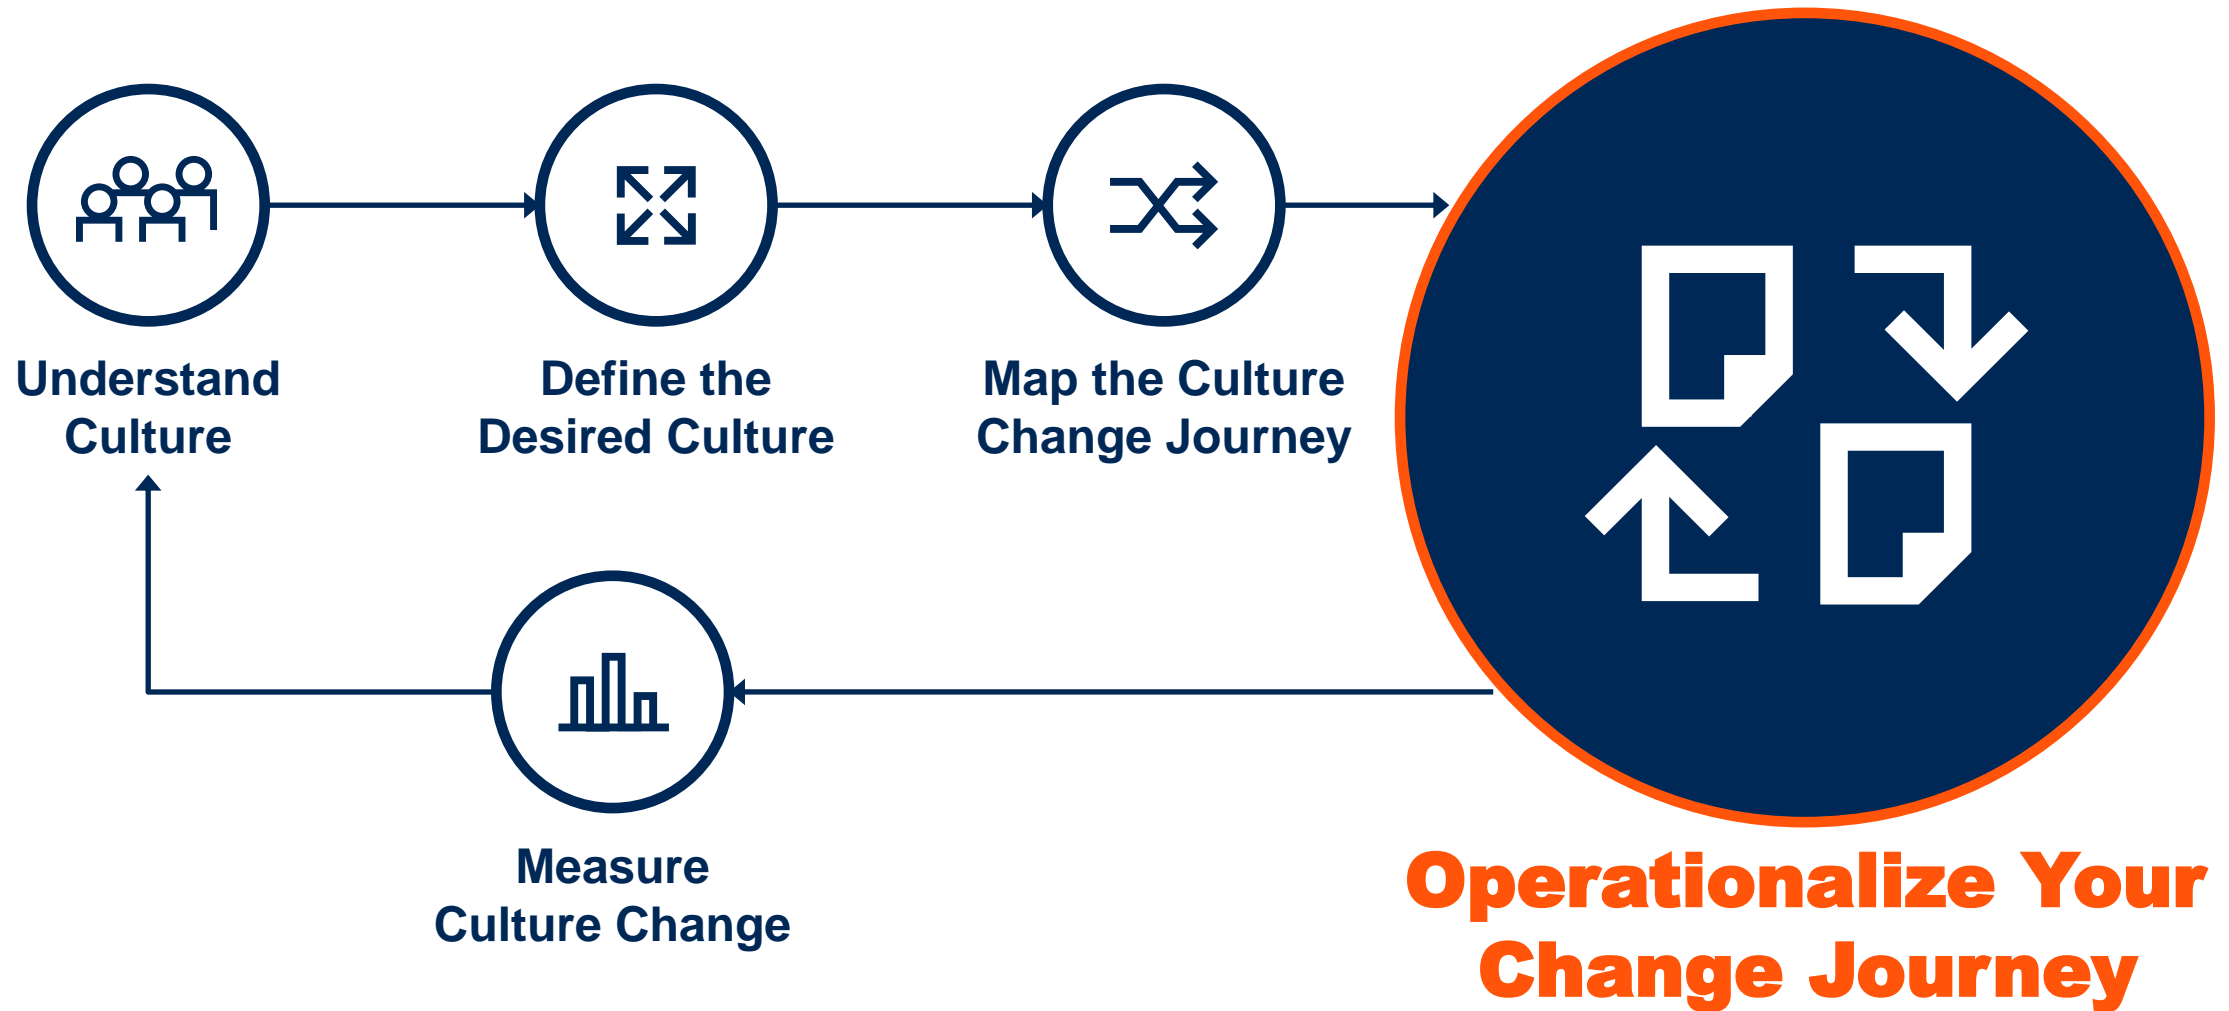 Understand
Culture
Define the
Desired Culture
Map the Culture
Change Journey
Operationalize Your
Change Journey
Measure
Culture Change